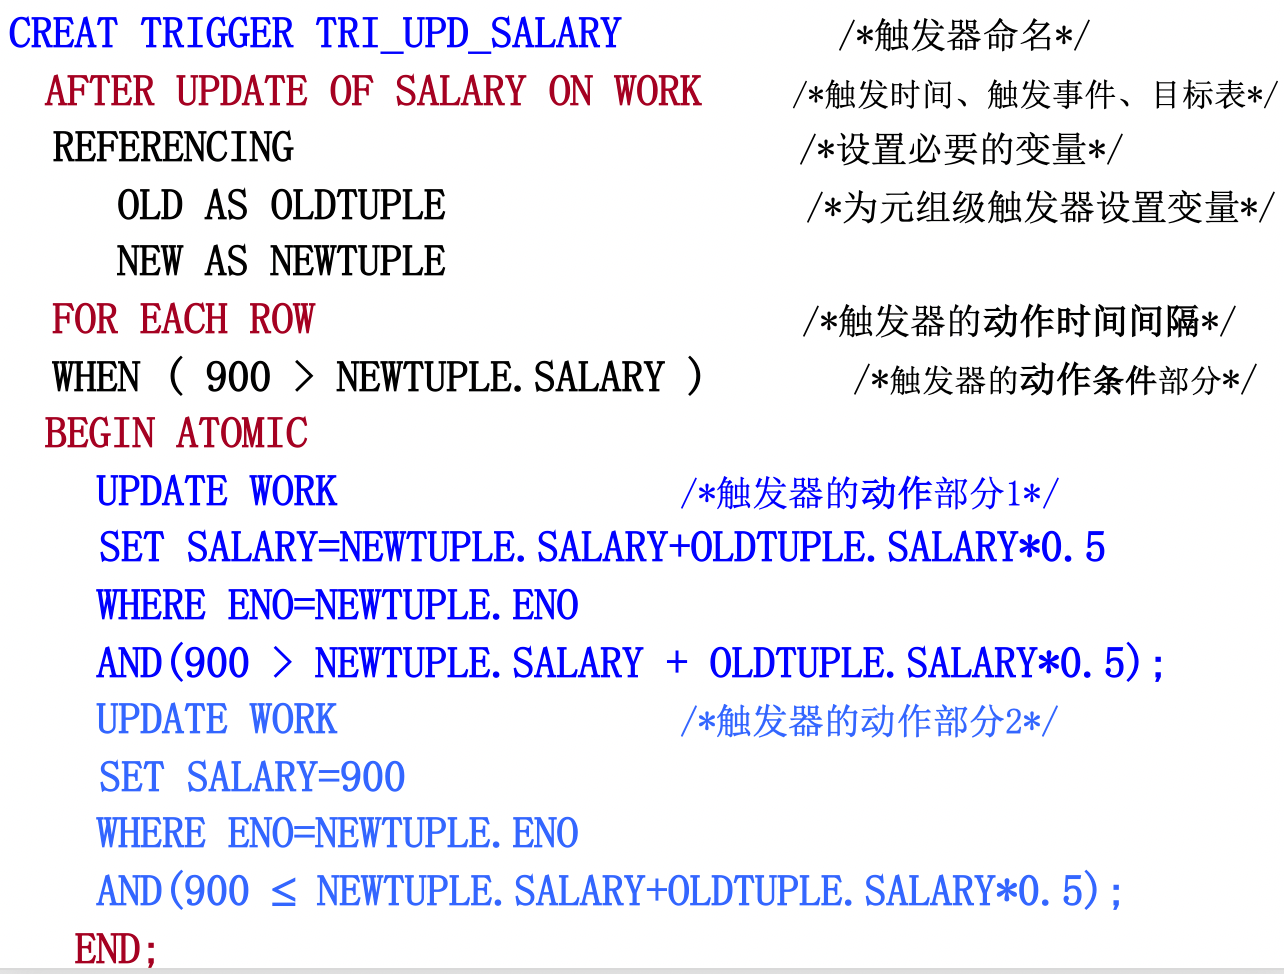 CREAT TRIGGER TRI_UPD_SALARY /*触发器命名*/
AFTER UPDATE OF SALARY ON WORK /*触发时间、触发事件、目标表*/
REFERENCING /*设置必要的变量*/
OLD AS OLDTUPLE /*为元组级触发器设置变量*/
NEW AS NEWTUPLE
FOR EACH ROW /*触发器的动作时间间隔*/
WHEN ( 900 > NEWTUPLE.SALARY ) /*触发器的动作条件部分*/
BEGIN ATOMIC
UPDATE WORK /*触发器的动作部分1*/
SET SALARY=NEWTUPLE.SALARY+OLDTUPLE.SALARY*0.5
WHERE ENO=NEWTUPLE.ENO
AND(900 > NEWTUPLE.SALARY + OLDTUPLE.SALARY*0.5);
UPDATE WORK /*触发器的动作部分2*/
SET SALARY=900
WHERE ENO=NEWTUPLE.ENO
AND(900 ≤ NEWTUPLE.SALARY+OLDTUPLE.SALARY*0.5);
END;